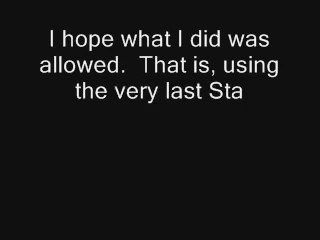 I hope what I did was
allowed.  That is, using
the very last Sta